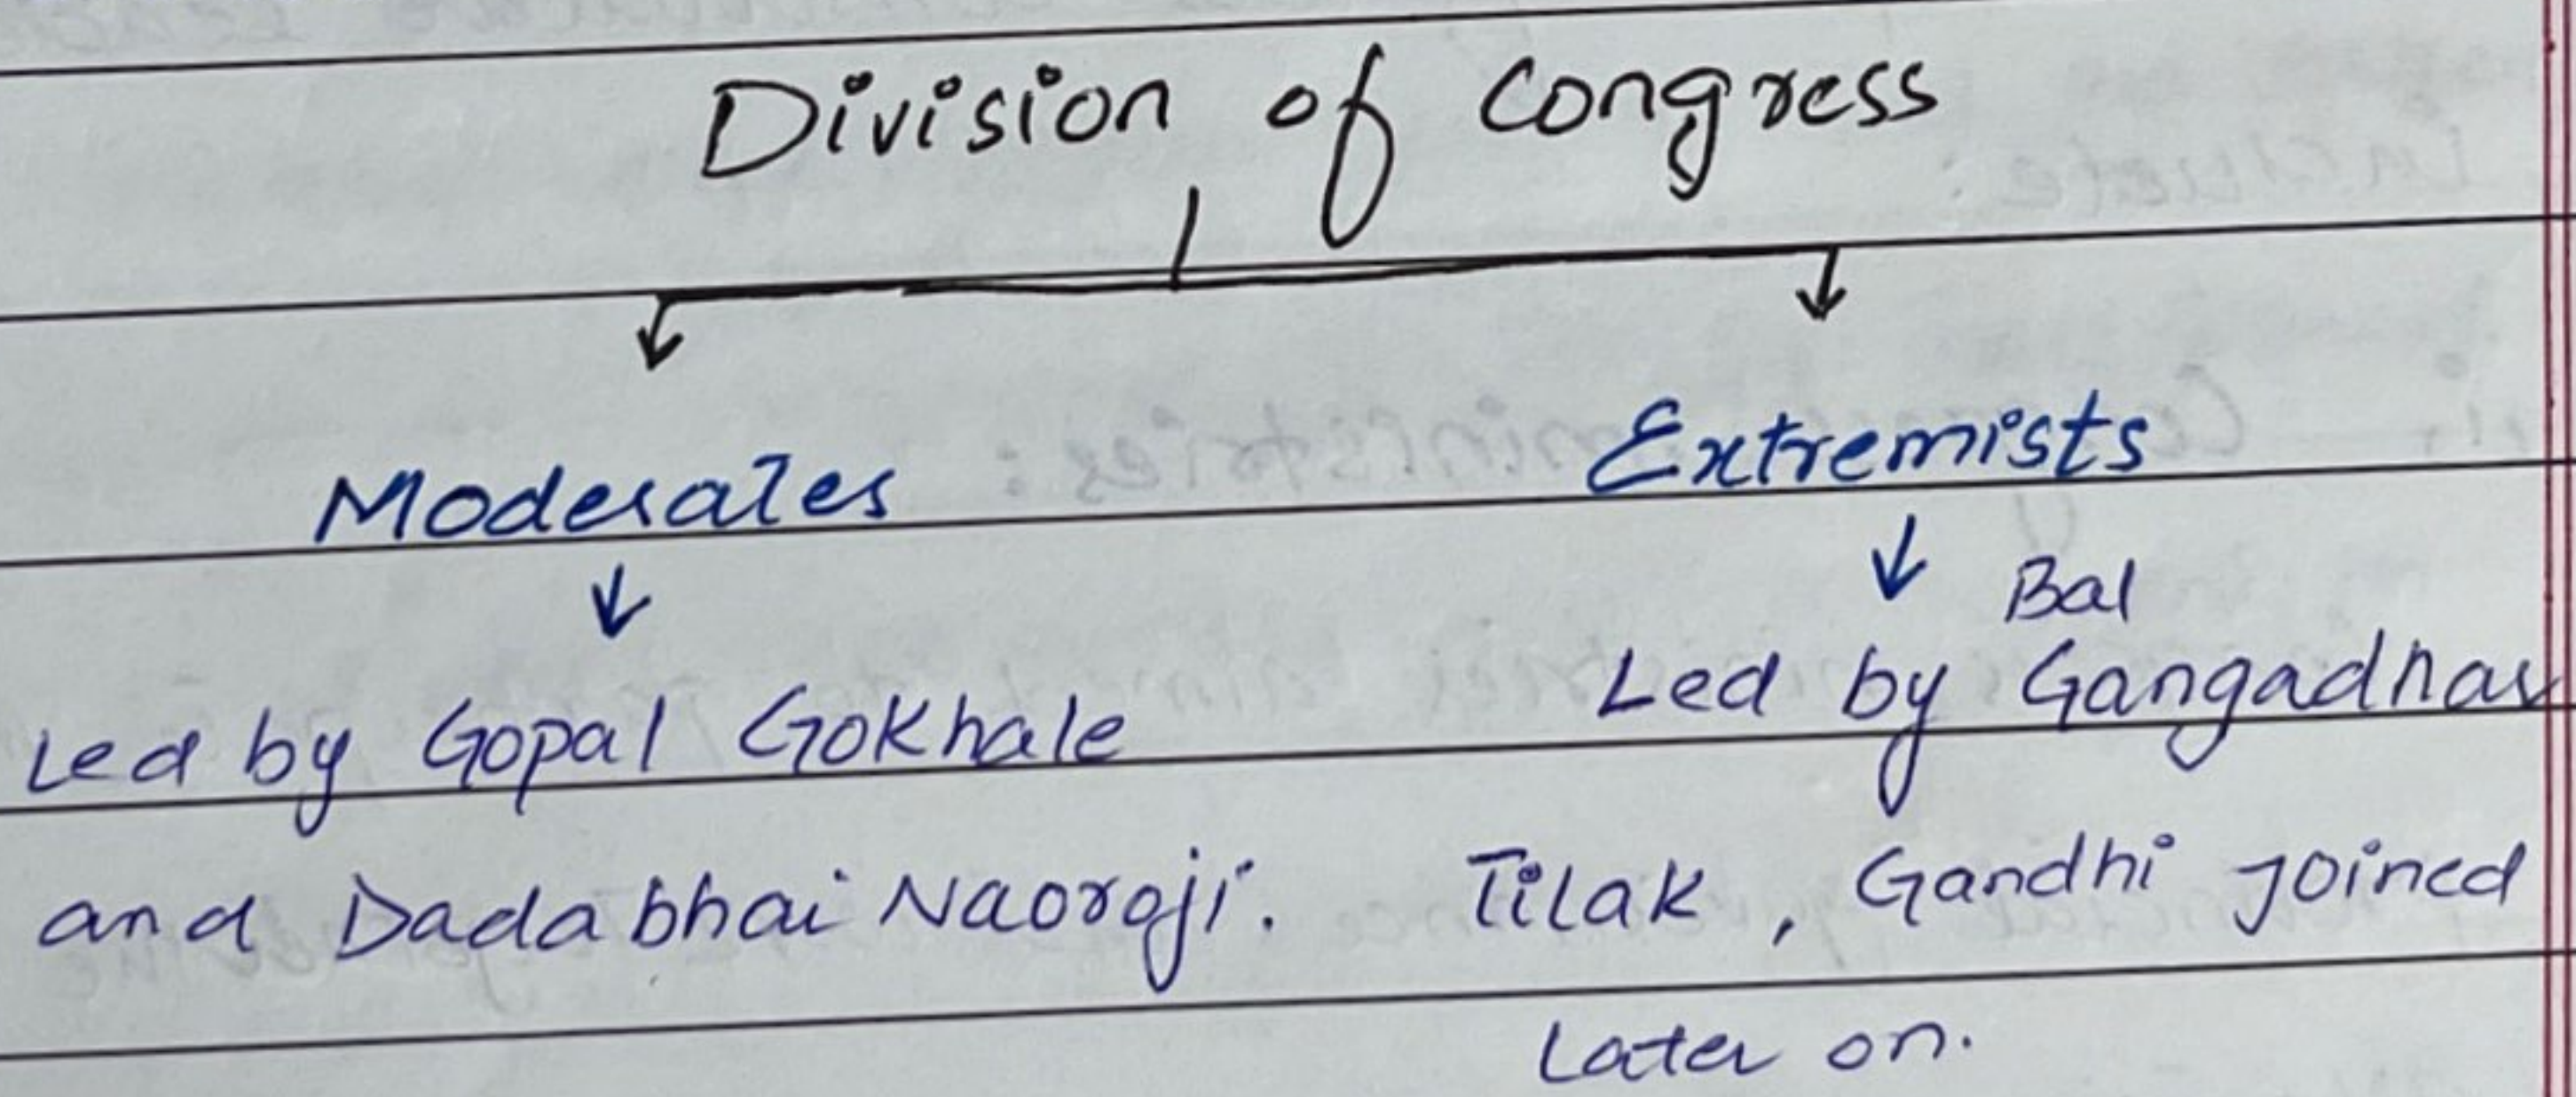 Division of Congress
Moderates
Extremists
Led by Gopal Gokhale
and Dadabhai Naoroji.
Bal
Led by Gangadhar
Tilak, Gandhi joined
Later on.